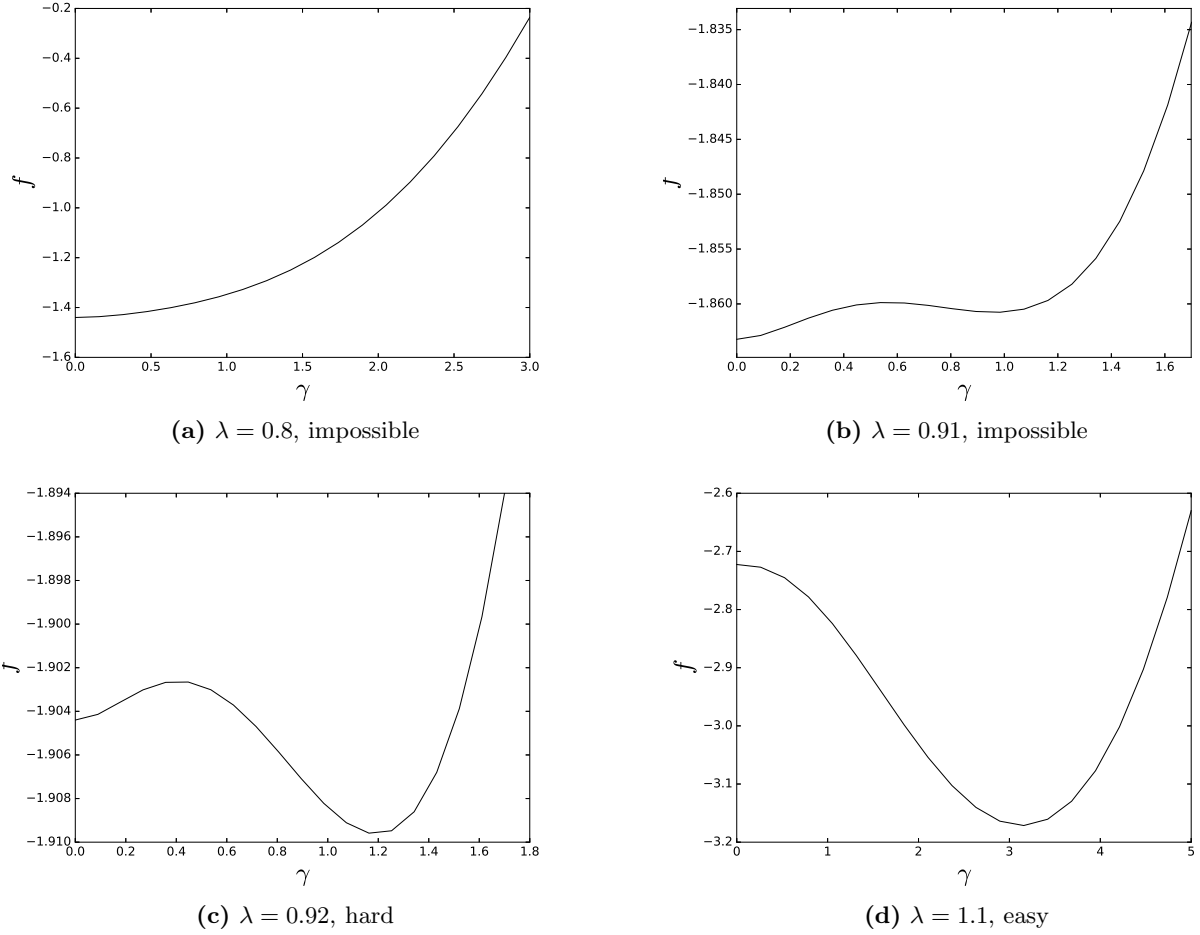 −0.2
−0.4
−0.6
−0.8
−1.0
−1.2
−1.4
−1.6
f
0.0 0.5 1.0 1.5 2.0 2.5 3.0
γ
(a) λ = 0.8, impossible
−1.835
−1.840
−1.845
−1.850
−1.855
−1.860
f
0.0 0.2 0.4 0.6 0.8 1.0 1.2 1.4 1.6
γ
(b) λ = 0.91, impossible
−1.894
−1.896
−1.898
−1.900
−1.902
−1.904
−1.906
−1.908
−1.910
f
0.0 0.2 0.4 0.6 0.8 1.0 1.2 1.4 1.6 1.8
γ
(c) λ = 0.92, hard
−2.6
−2.7
−2.8
−2.9
−3.0
−3.1
−3.2
f
0 1 2 3 4 5
γ
(d) λ = 1.1, easy